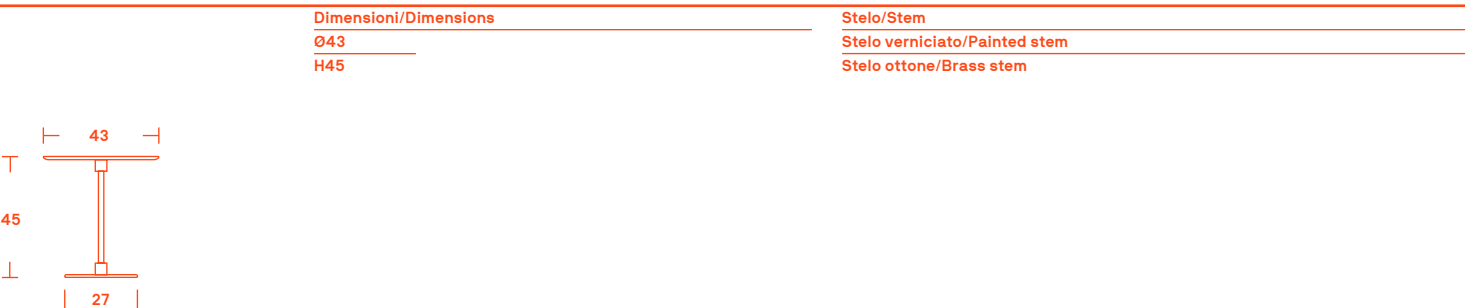 Dimensioni/Dimensions
Ø43
H45
Stelo/Stem
Stelo verniciato/Painted stem
Stelo ottone/Brass stem
43
45
27